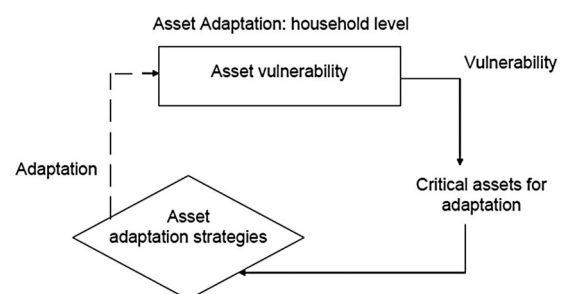 Asset Adaptation: household level
Asset vulnerability
Vulnerability
Adaptation
Critical assets for
adaptation
Asset
adaptation strategies